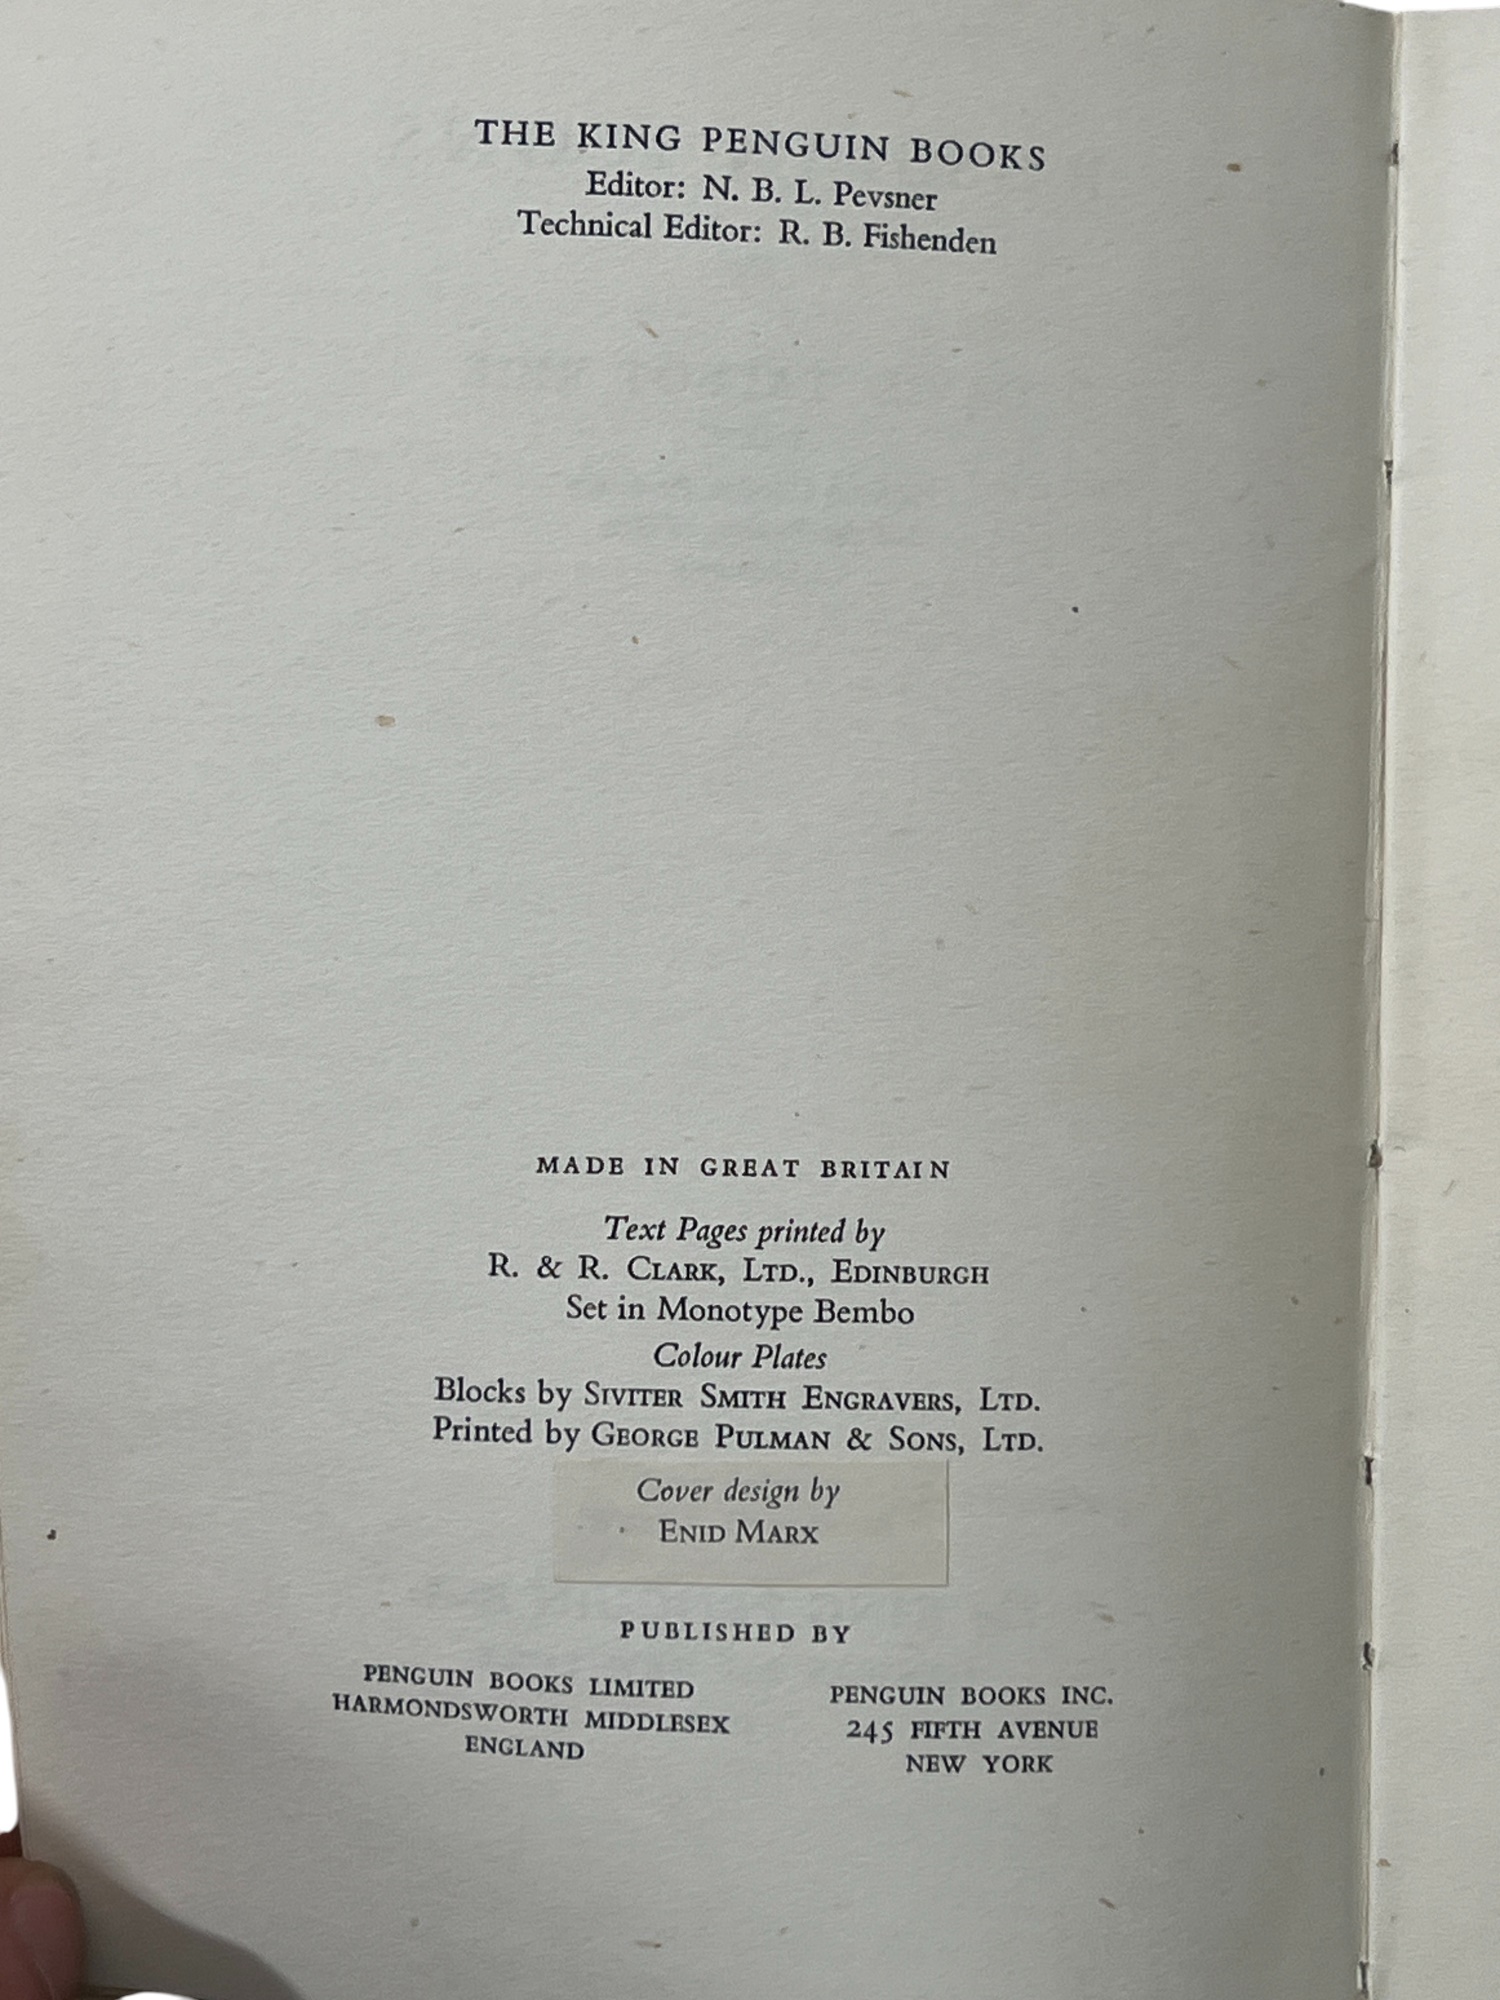 THE KING PENGUIN BOOKS
Editor: N. B. L. Pevsner
Technical Editor: R. B. Fishenden
MADE IN GREAT BRITAIN
Text Pages printed by
R. & R. CLARK, LTD., EDINBURGH
Set in Monotype Bembo
Colour Plates
Blocks by SIVITER SMITH ENGRAVERS, LTD.
Printed by GEORGE PULMAN & SONS, LTD.
Cover design by
ENID MARX
PUBLISHED BY
PENGUIN BOOKS LIMITED
HARMONDSWORTH MIDDLESEX
ENGLAND
PENGUIN BOOKS INC.
245 FIFTH AVENUE
NEW YORK